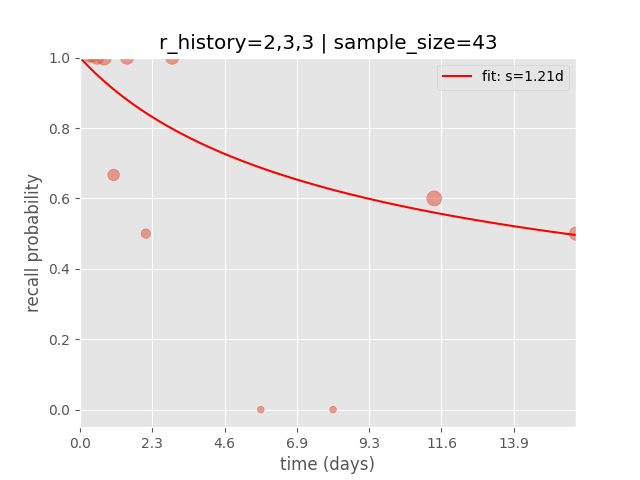 r_history=2,3,3 | sample_size=43
fit: s=1.21d
1.0
0.8
0.6
0.4
0.2
0.0
recall probability
0.0 2.3 4.6 6.9 9.3 11.6 13.9
time (days)